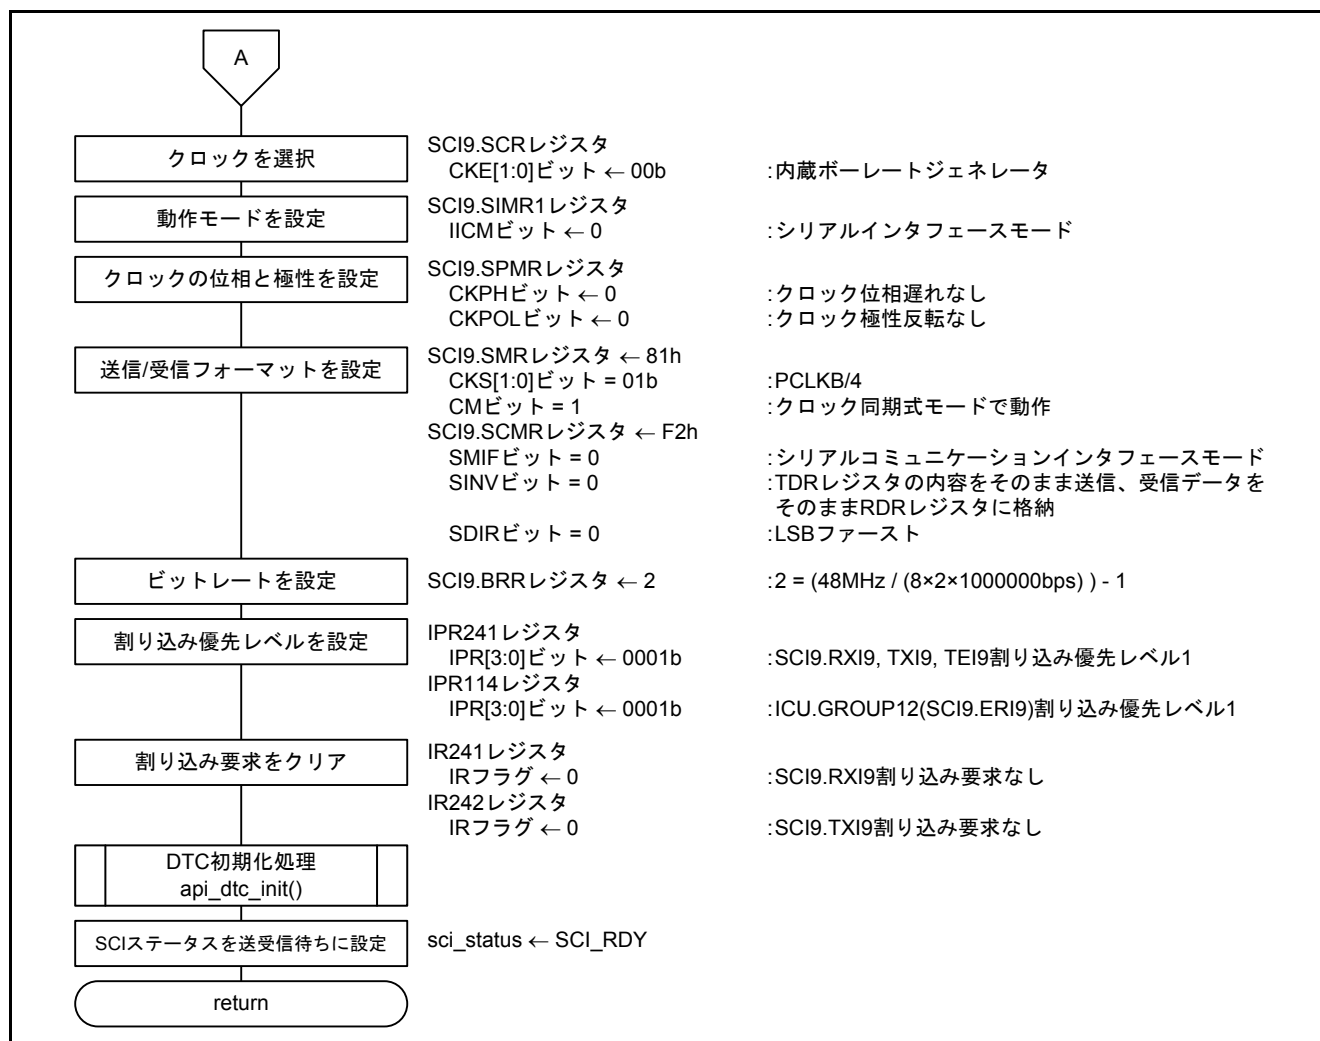 A
クロックを選択
SCI9.SCRレジスタ
CKE[1:0]ビット ← 00b :内蔵ボーレートジェネレータ
動作モードを設定
SCI9.SIMR1レジスタ
IICMビット ← 0 :シリアルインタフェースモード
クロックの位相と極性を設定
SCI9.SPMRレジスタ
CKPHビット ← 0 :クロック位相遅れなし
CKPOLビット ← 0 :クロック極性反転なし
送信/受信フォーマットを設定
SCI9.SMRレジスタ ← 81h
CKS[1:0]ビット = 01b :PCLKB/4
CMビット = 1 :クロック同期式モードで動作
SCI9.SCMRレジスタ ← F2h
SMIFビット = 0 :シリアルコミュニケーションインタフェースモード
SINVビット = 0 :TDRレジスタの内容をそのまま送信、受信データを
そのままRDRレジスタに格納
SDIRビット = 0 :LSBファースト
ビットレートを設定
SCI9.BRRレジスタ ← 2 :2 = (48MHz / (8×2×1000000bps) ) - 1
割り込み優先レベルを設定
IPR241レジスタ
IPR[3:0]ビット ← 0001b :SCI9.RXI9, TXI9, TEI9割り込み優先レベル1
IPR114レジスタ
IPR[3:0]ビット ← 0001b :ICU.GROUP12(SCI9.ERI9)割り込み優先レベル1
割り込み要求をクリア
IR241レジスタ
IRフラグ ← 0 :SCI9.RXI9割り込み要求なし
IR242レジスタ
IRフラグ ← 0 :SCI9.TXI9割り込み要求なし
DTC初期化処理
api_dtc_init()
SCIステータスを送受信待ちに設定
sci_status ← SCI_RDY
return